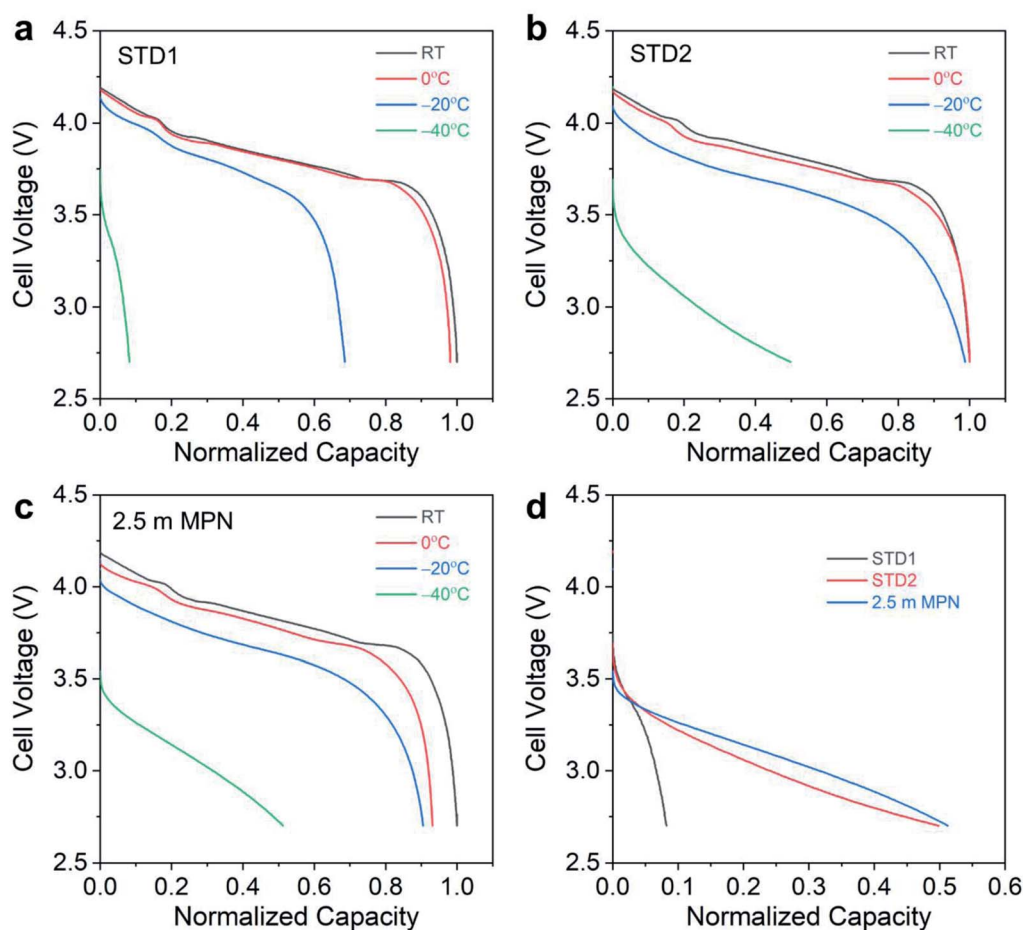 a
STD1
RT
0°C
−20°C
−40°C
4.5
4.0
3.5
3.0
2.5
Cell Voltage (V)
0.0 0.2 0.4 0.6 0.8 1.0
Normalized Capacity
b
STD2
RT
0°C
−20°C
−40°C
4.5
4.0
3.5
3.0
2.5
Cell Voltage (V)
0.0 0.2 0.4 0.6 0.8 1.0
Normalized Capacity
c
2.5 m MPN
RT
0°C
−20°C
−40°C
4.5
4.0
3.5
3.0
2.5
Cell Voltage (V)
0.0 0.2 0.4 0.6 0.8 1.0
Normalized Capacity
d
STD1
STD2
2.5 m MPN
4.5
4.0
3.5
3.0
2.5
Cell Voltage (V)
0.0 0.1 0.2 0.3 0.4 0.5 0.6
Normalized Capacity